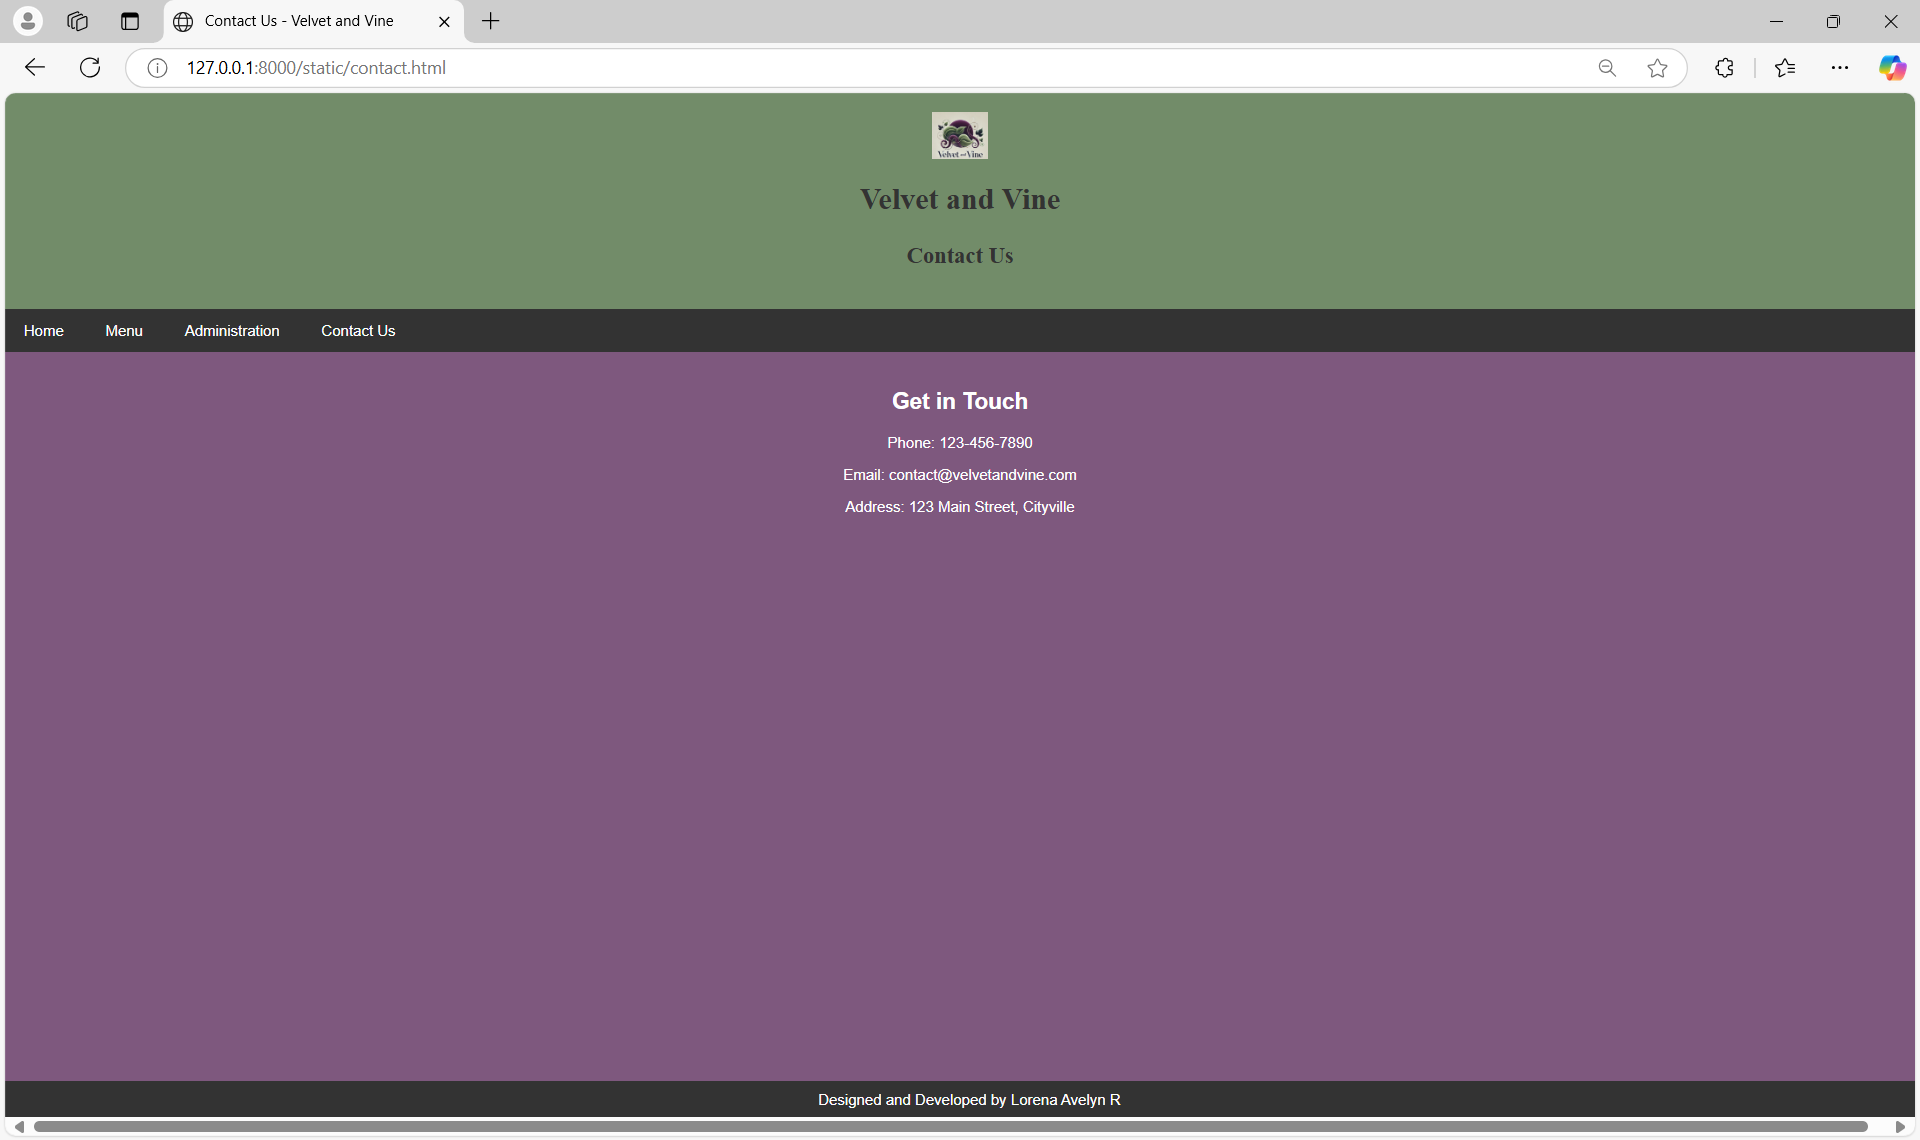 Contact Us - Velvet and Vine
127.0.0.1:8000/static/contact.html
Velvet and Vine
Velvet and Vine
Contact Us
Home Menu Administration Contact Us
Get in Touch
Phone: 123-456-7890
Email: contact@velvetandvine.com
Address: 123 Main Street, Cityville
Designed and Developed by Lorena Avelyn R